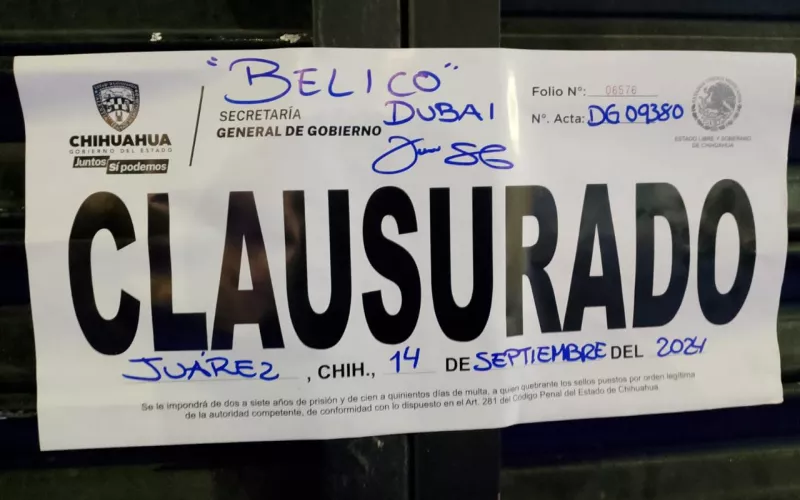 "BELICO"
DUBAI
CHIHUAHUA
GOBIERNO DEL ESTADO
Juntos Sí podemos
SECRETARÍA
GENERAL DE GOBIERNO
Folio N°: 06576
N°. Acta: DG 09380
ESTADO LIBRE Y SOBERANO
DE CHIHUAHUA
CLAUSURADO
JUÁREZ, CHIH., 14 DE SEPTIEMBRE DEL 2024
Se le impondrá de dos a siete años de prisión y de cien a quinientos días de multa, a quien quebrante los sellos puestos por orden legítima
de la autoridad competente, de conformidad con lo dispuesto en el Art. 281 del Código Penal del Estado de Chihuahua.